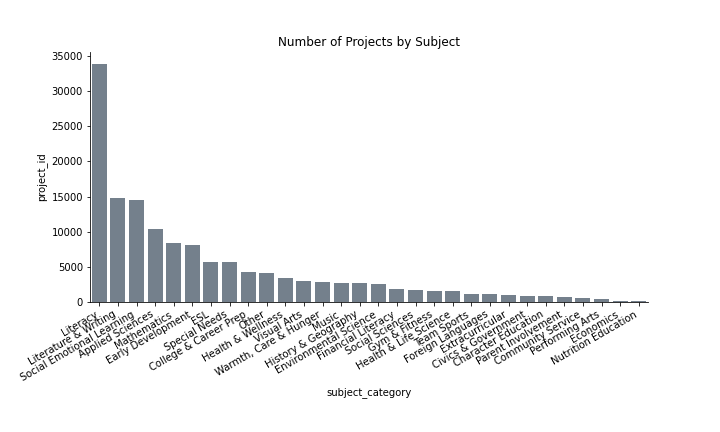 Number of Projects by Subject
35000
30000
25000
20000
15000
10000
5000
0
project_id
Literacy
Literature & Writing
Social Emotional Learning
Applied Sciences
Mathematics
Early Development
ESL
Special Needs
College & Career Prep
Other
Health & Wellness
Visual Arts
Warmth, Care & Hunger
Music
History & Geography
Environmental Science
Financial Literacy
Social Sciences
Gym & Fitness
Health & Life Science
Team Sports
Foreign Languages
Extracurricular
Civics & Government
Character Education
Parent Involvement
Community Service
Performing Arts
Economics
Nutrition Education
subject_category